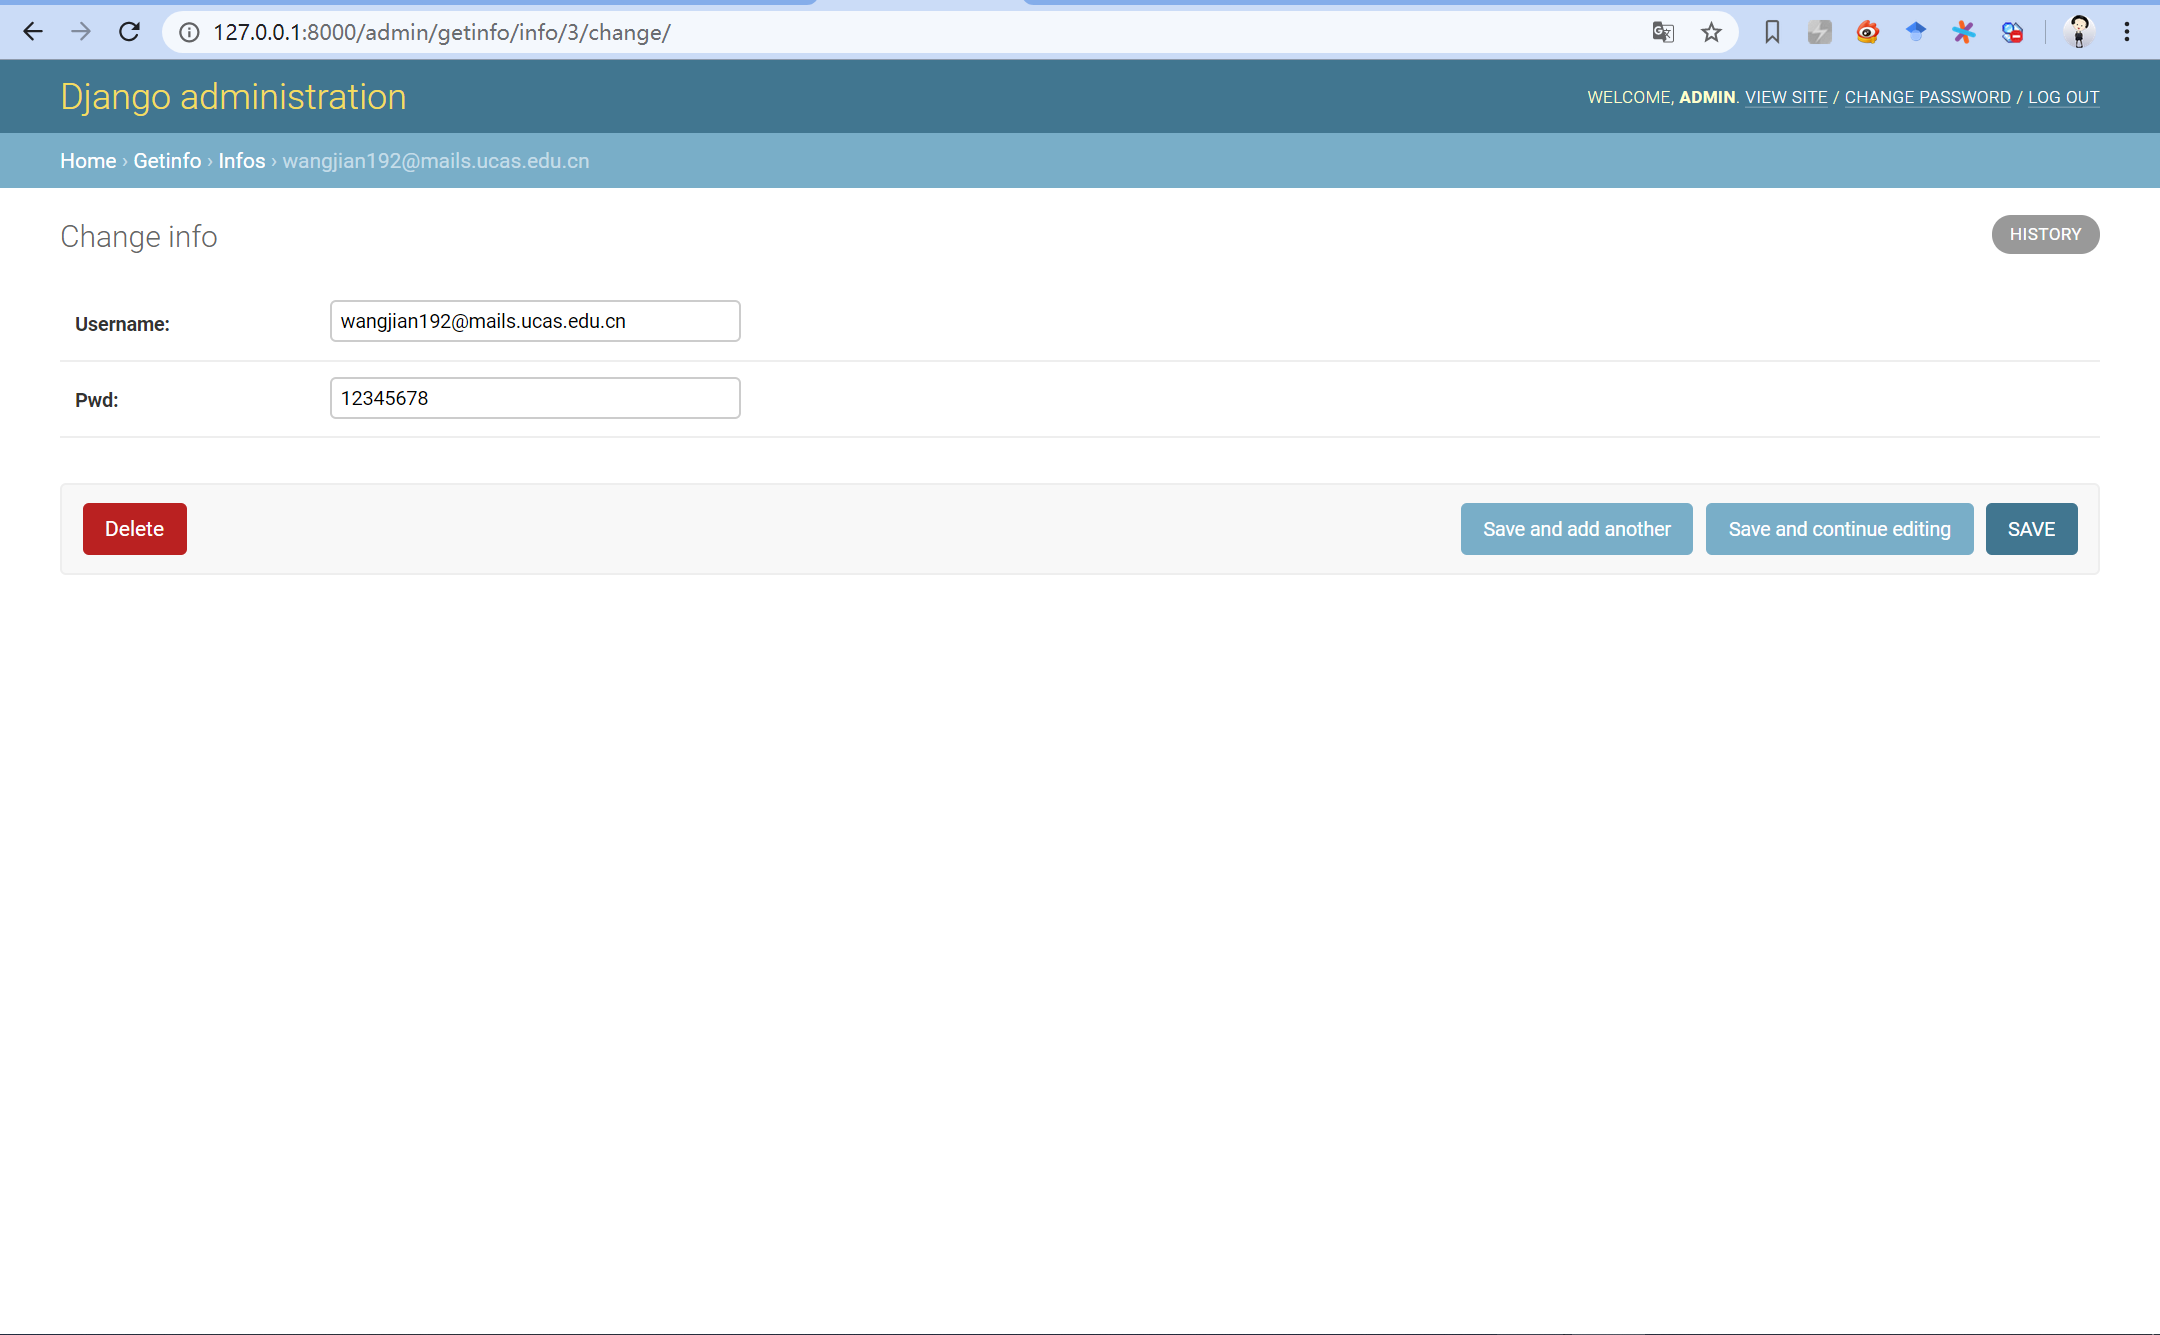 127.0.0.1:8000/admin/getinfo/info/3/change/
Django administration
WELCOME, ADMIN. VIEW SITE / CHANGE PASSWORD / LOG OUT
Home › Getinfo › Infos › wangjian192@mails.ucas.edu.cn
Change info
HISTORY
Username:
wangjian192@mails.ucas.edu.cn
Pwd:
12345678
Delete
Save and add another
Save and continue editing
SAVE